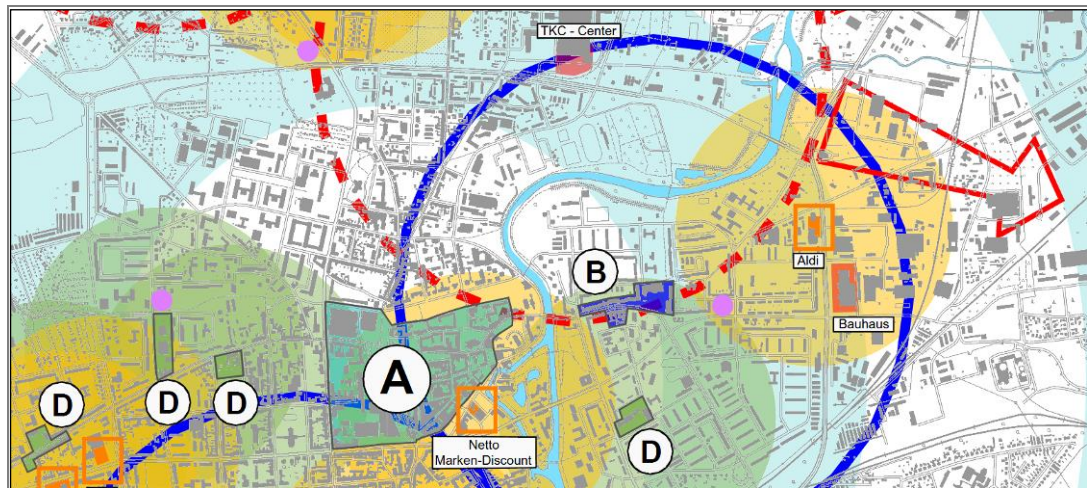 TKC - Center
B
Aldi
Bauhaus
A
D
D
D
D
Netto
Marken-Discount